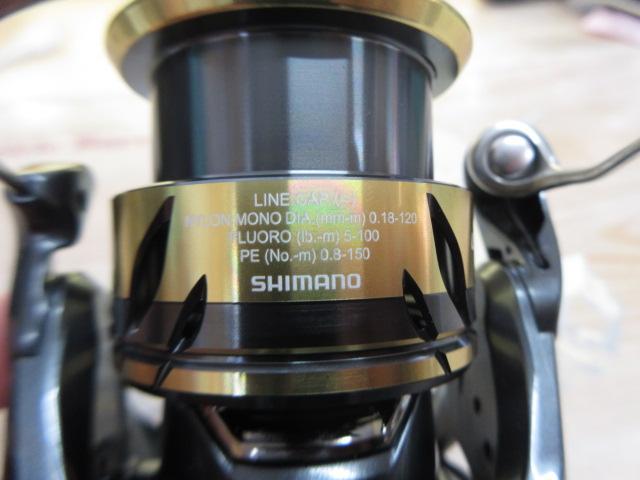 LINE CAP.
NYLON-MONO DIA.(mm-m) 0.18-120
FLUORO (lb.-m) 5-100
PE (No.-m) 0.8-150
SHIMANO